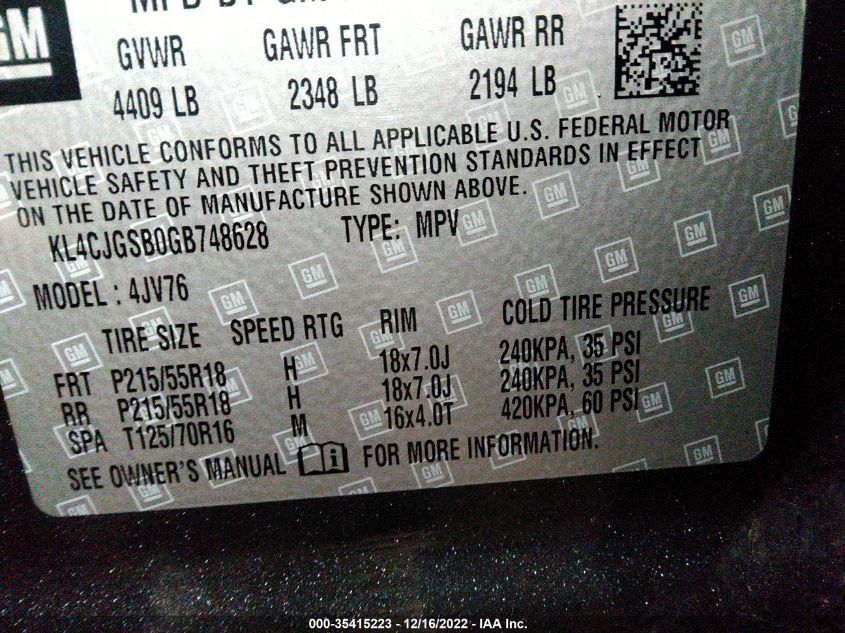 GM
GVWR GAWR FRT GAWR RR
4409 LB 2348 LB 2194 LB
THIS VEHICLE CONFORMS TO ALL APPLICABLE U.S. FEDERAL MOTOR
VEHICLE SAFETY AND THEFT PREVENTION STANDARDS IN EFFECT
ON THE DATE OF MANUFACTURE SHOWN ABOVE.
KL4CJGSB0GB748628 TYPE: MPV
MODEL : 4JV76
TIRE SIZE SPEED RTG RIM COLD TIRE PRESSURE
FRT P215/55R18 H 18x7.0J 240KPA, 35 PSI
RR P215/55R18 H 18x7.0J 240KPA, 35 PSI
SPA T125/70R16 M 16x4.0T 420KPA, 60 PSI
SEE OWNER'S MANUAL i FOR MORE INFORMATION.
000-35415223 - 12/16/2022 - IAA Inc.